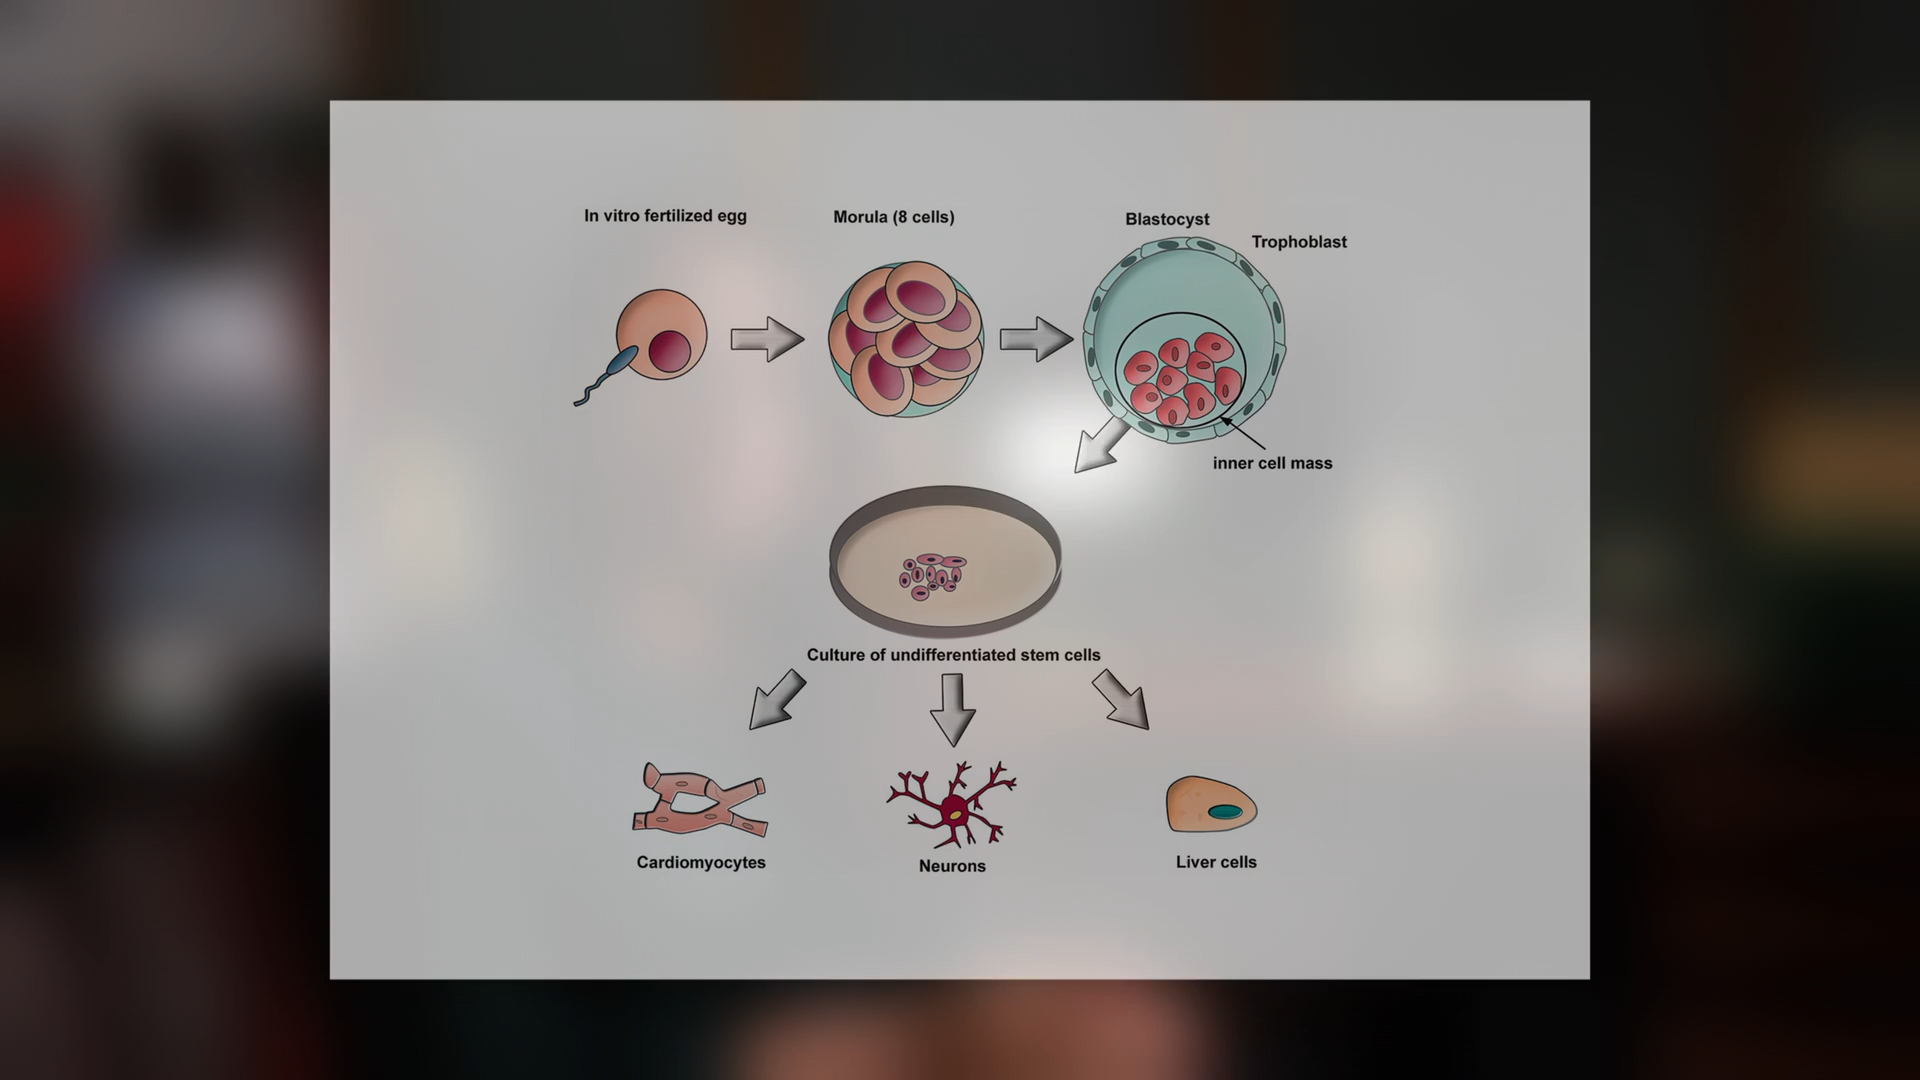 In vitro fertilized egg
Morula (8 cells)
Blastocyst
Trophoblast
inner cell mass
Culture of undifferentiated stem cells
Cardiomyocytes
Neurons
Liver cells